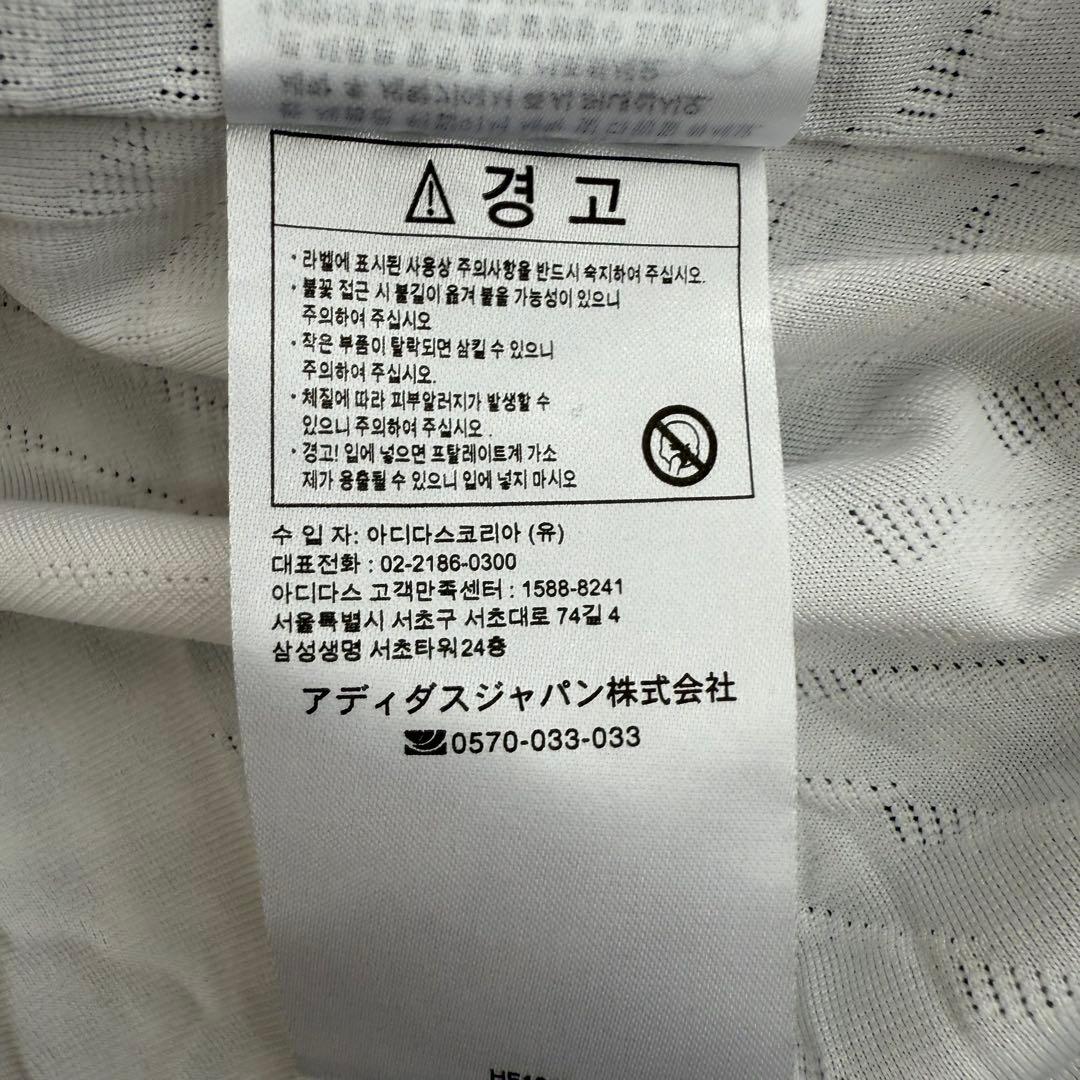 경고
· 라벨에 표시된 사용상 주의사항을 반드시 숙지하여 주십시오.
· 불꽃 접근 시 불길이 옮겨 붙을 가능성이 있으니
주의하여 주십시오
· 작은 부품이 탈락되면 삼킬 수 있으니
주의하여 주십시오.
· 체질에 따라 피부알러지가 발생할 수
있으니 주의하여 주십시오.
· 경고! 입에 넣으면 프탈레이트계 가소
제가 용출될 수 있으니 입에 넣지 마시오
수 입 자: 아디다스코리아 (유)
대표전화 : 02-2186-0300
아디다스 고객만족센터 : 1588-8241
서울특별시 서초구 서초대로 74길 4
삼성생명 서초타워24층
アディダスジャパン株式会社
0570-033-033